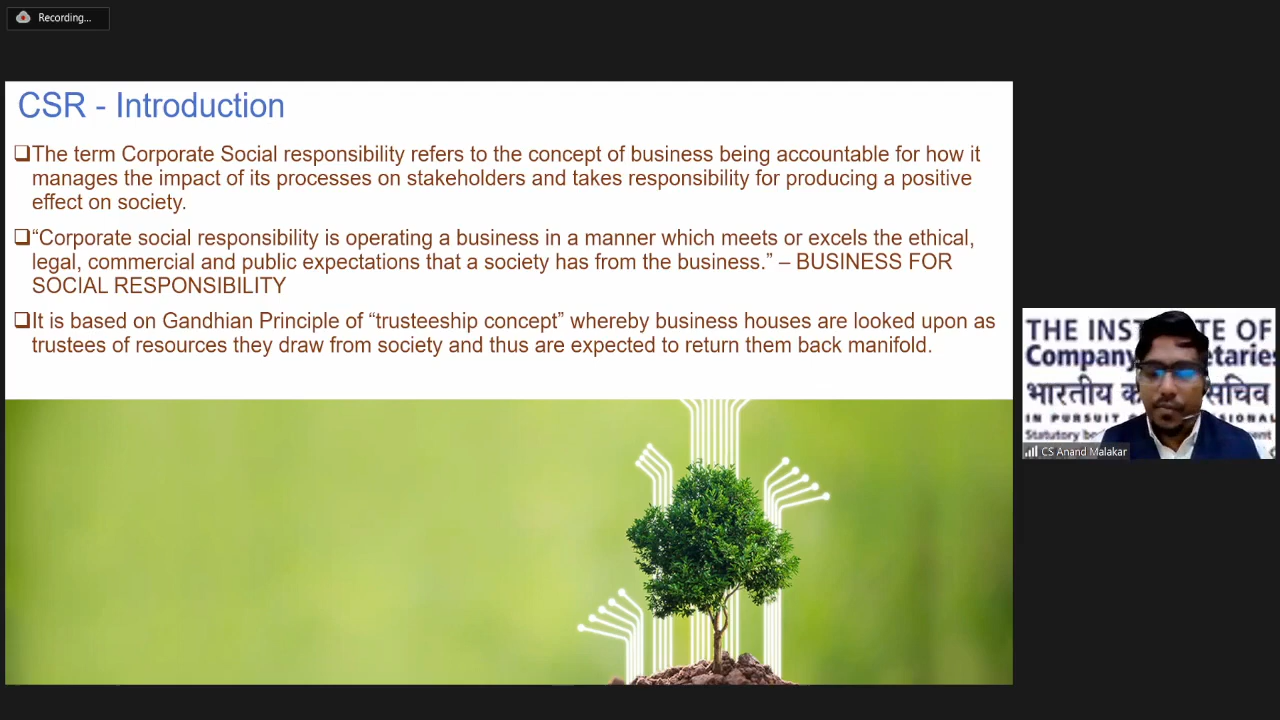 Recording...
CSR - Introduction
❑The term Corporate Social responsibility refers to the concept of business being accountable for how it
manages the impact of its processes on stakeholders and takes responsibility for producing a positive
effect on society.
❑“Corporate social responsibility is operating a business in a manner which meets or excels the ethical,
legal, commercial and public expectations that a society has from the business.” – BUSINESS FOR
SOCIAL RESPONSIBILITY
❑It is based on Gandhian Principle of “trusteeship concept” whereby business houses are looked upon as
trustees of resources they draw from society and thus are expected to return them back manifold.
THE OF
Company
भारतीय सचिव
IN PURSUIT
Statutory
CS Anand Malakar